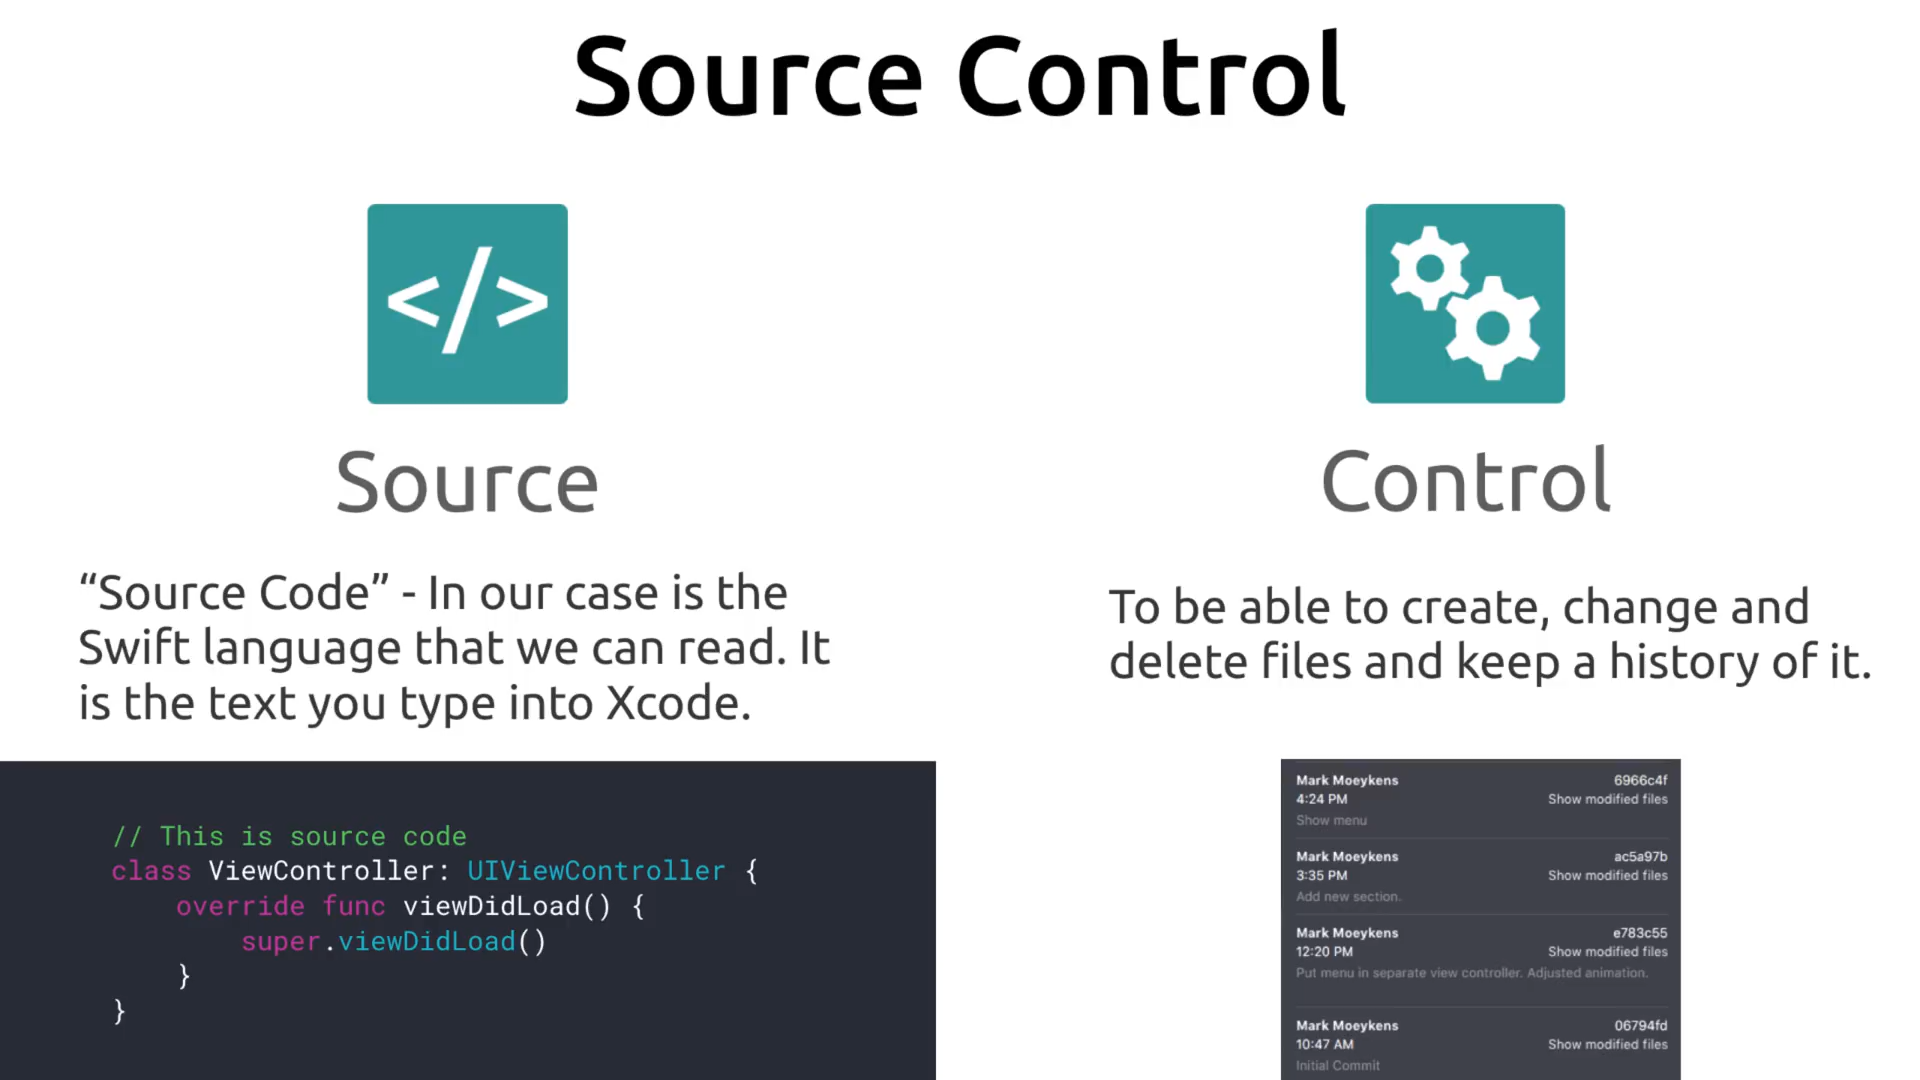 Source Control
</>
Source
“Source Code” - In our case is the
Swift language that we can read. It
is the text you type into Xcode.
// This is source code
class ViewController: UIViewController {
    override func viewDidLoad() {
        super.viewDidLoad()
    }
}
Control
To be able to create, change and
delete files and keep a history of it.
Mark Moeykens 6966c4f
4:24 PM Show modified files
Show menu
Mark Moeykens ac5a97b
3:35 PM Show modified files
Add new section.
Mark Moeykens e783c55
12:20 PM Show modified files
Put menu in separate view controller. Adjusted animation.
Mark Moeykens 06794fd
10:47 AM Show modified files
Initial Commit